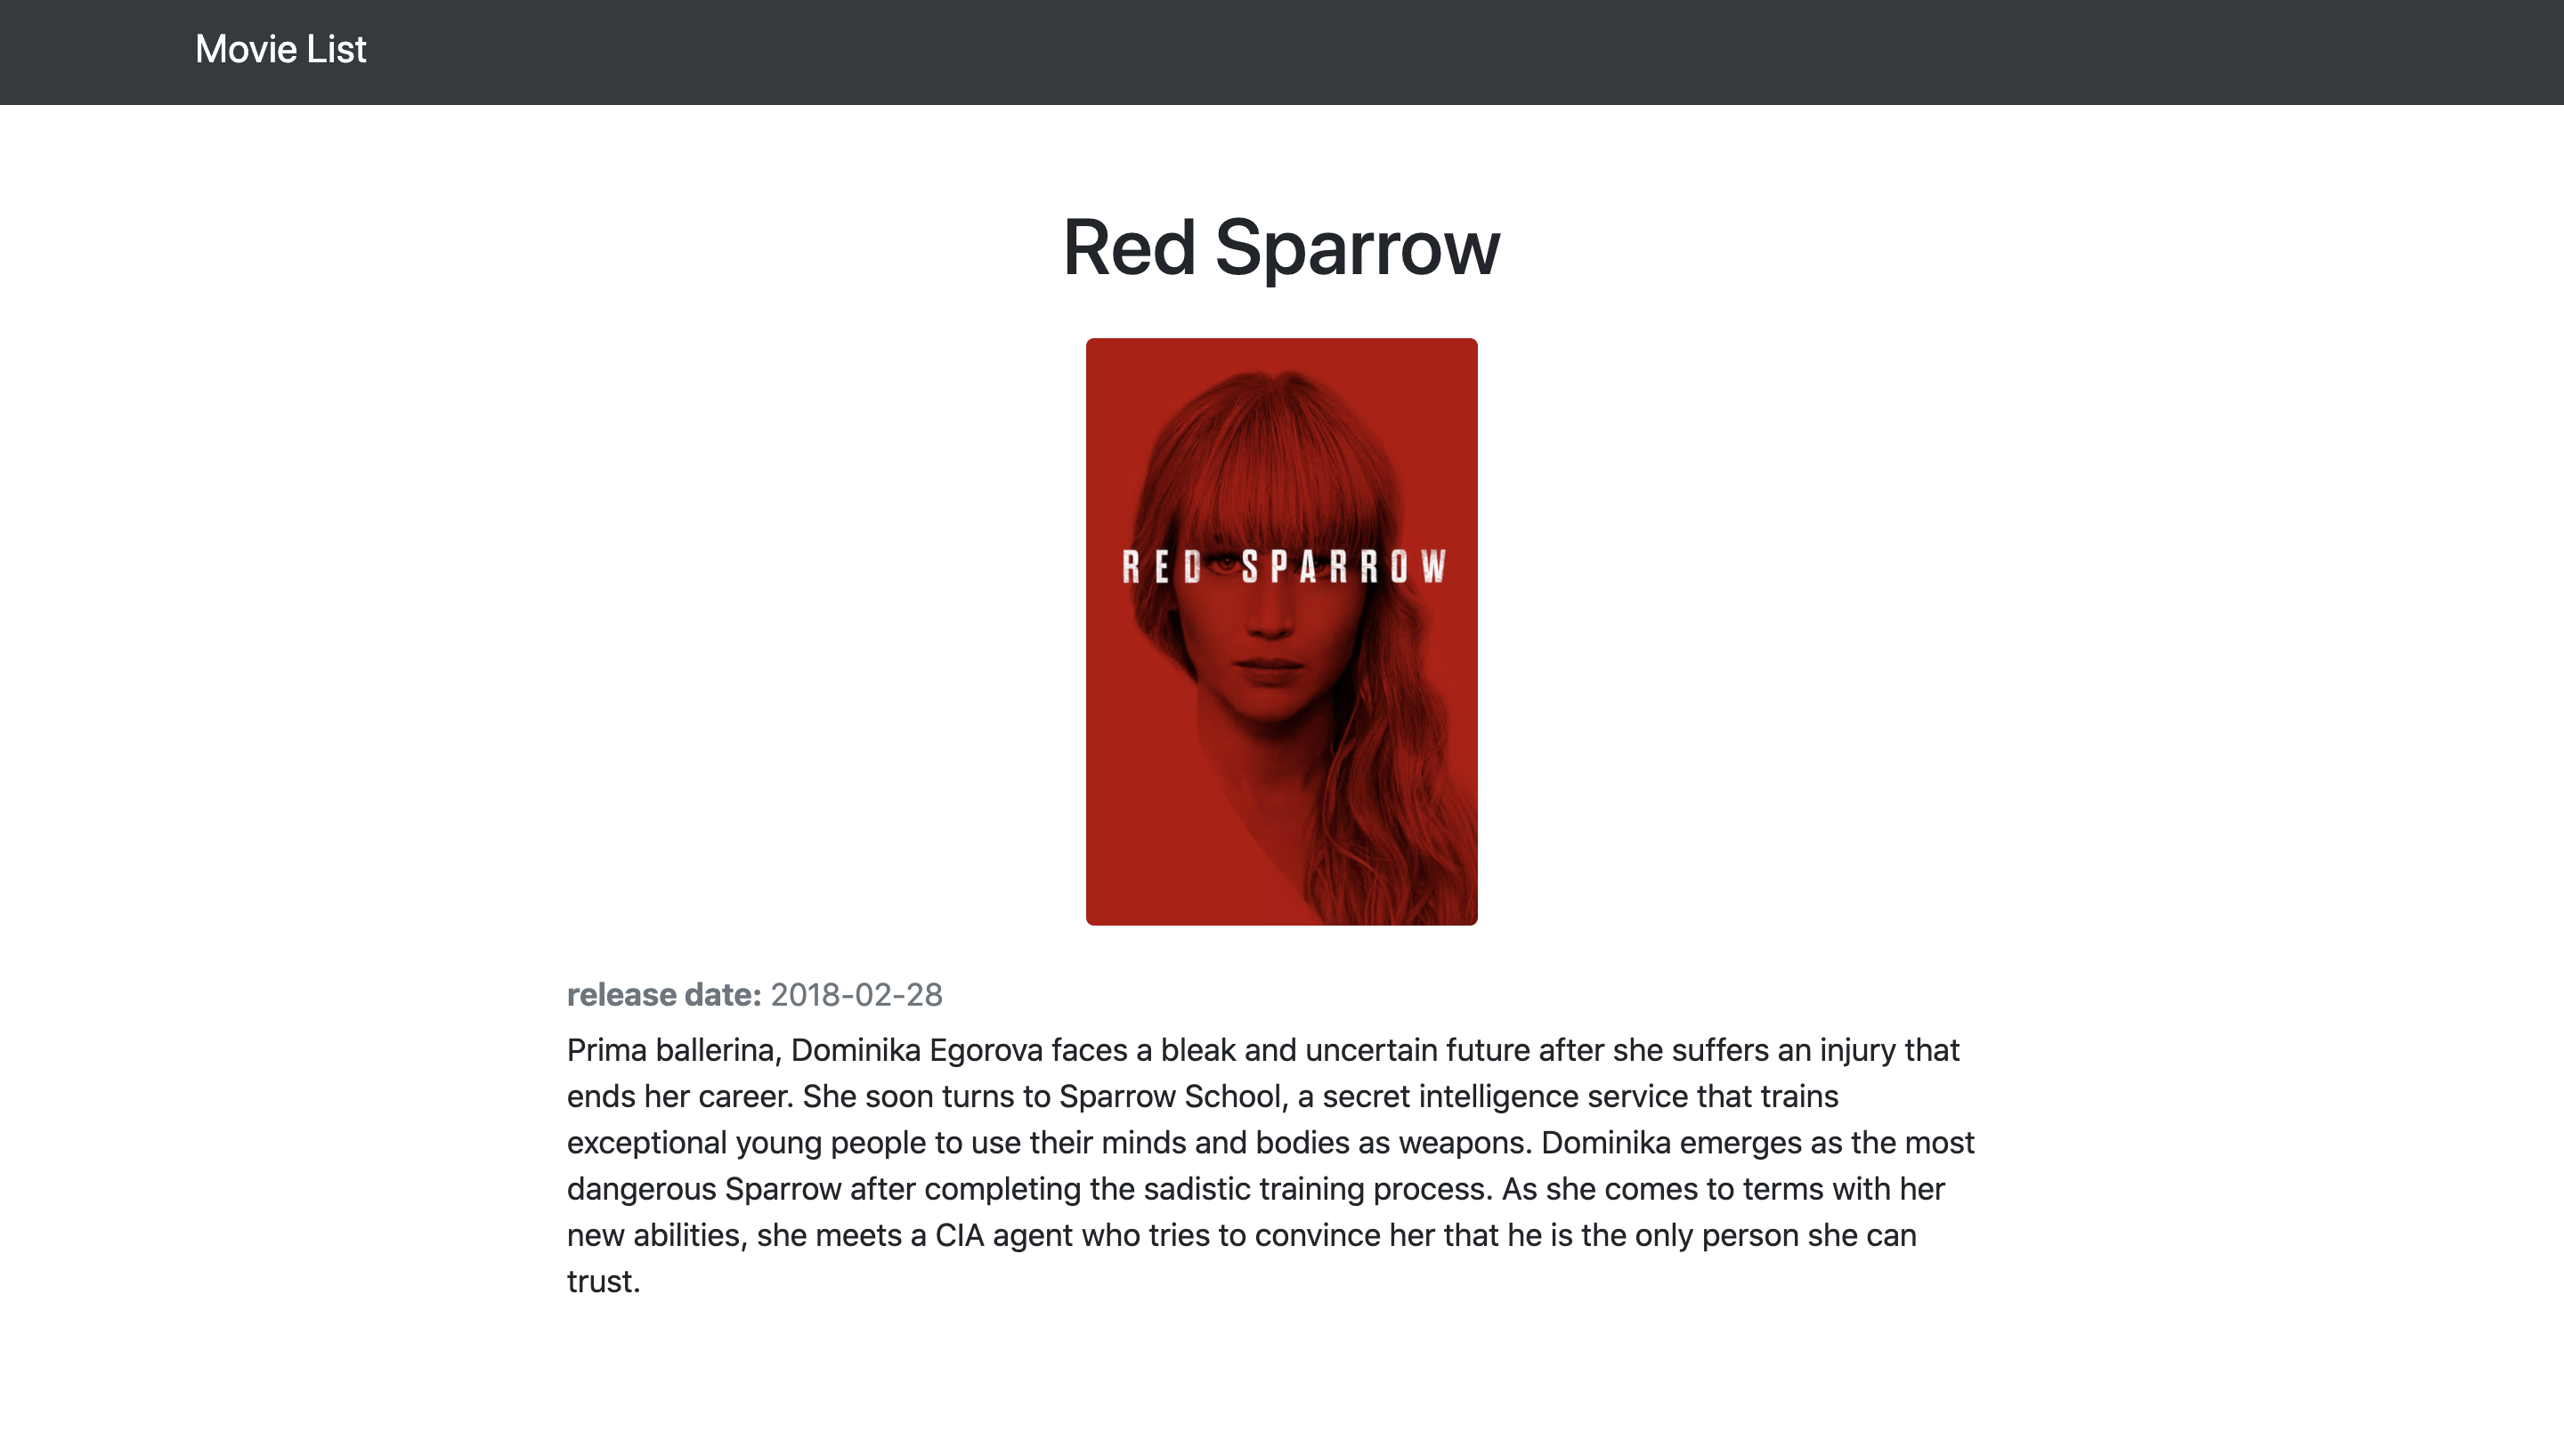 Movie List
Red Sparrow
RED SPARROW
release date: 2018-02-28
Prima ballerina, Dominika Egorova faces a bleak and uncertain future after she suffers an injury that
ends her career. She soon turns to Sparrow School, a secret intelligence service that trains
exceptional young people to use their minds and bodies as weapons. Dominika emerges as the most
dangerous Sparrow after completing the sadistic training process. As she comes to terms with her
new abilities, she meets a CIA agent who tries to convince her that he is the only person she can
trust.